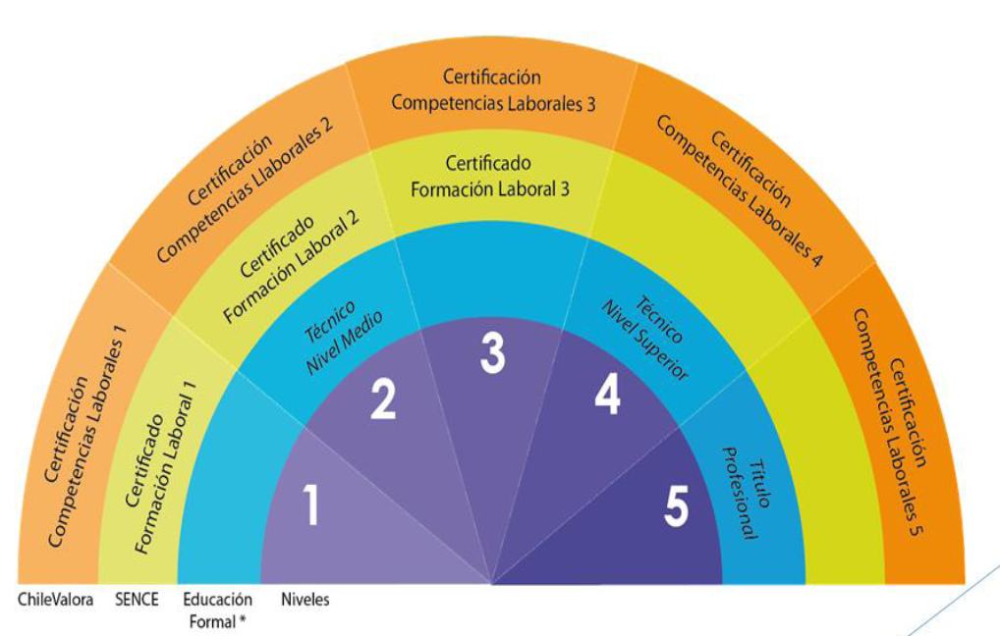 Certificación
Competencias Laborales 1
Certificación
Competencias Llaborales 2
Certificación
Competencias Laborales 3
Certificación
Competencias Laborales 4
Certificación
Competencias Laborales 5
Certificado
Formación Laboral 1
Certificado
Formación Laboral 2
Certificado
Formación Laboral 3
Técnico
Nivel Medio
Técnico
Nivel Superior
Titulo
Profesional
1
2
3
4
5
ChileValora
SENCE
Educación
Formal *
Niveles